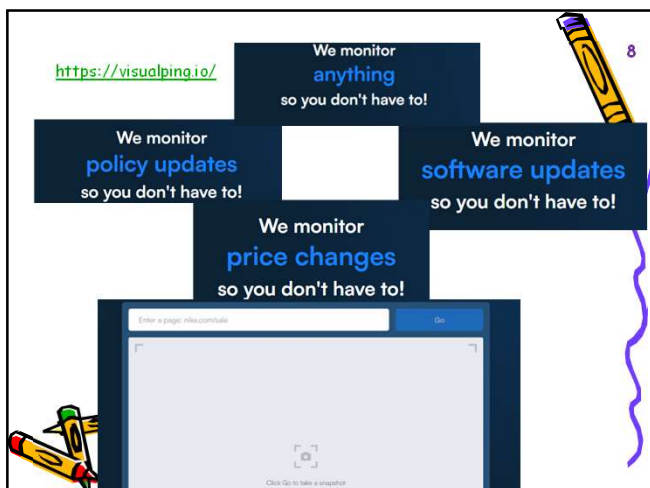 8
https://visualping.io/
We monitor
anything
so you don't have to!
We monitor
policy updates
so you don't have to!
We monitor
software updates
so you don't have to!
We monitor
price changes
so you don't have to!
Enter a page: nike.com/sale
Go
Click Go to take a snapshot